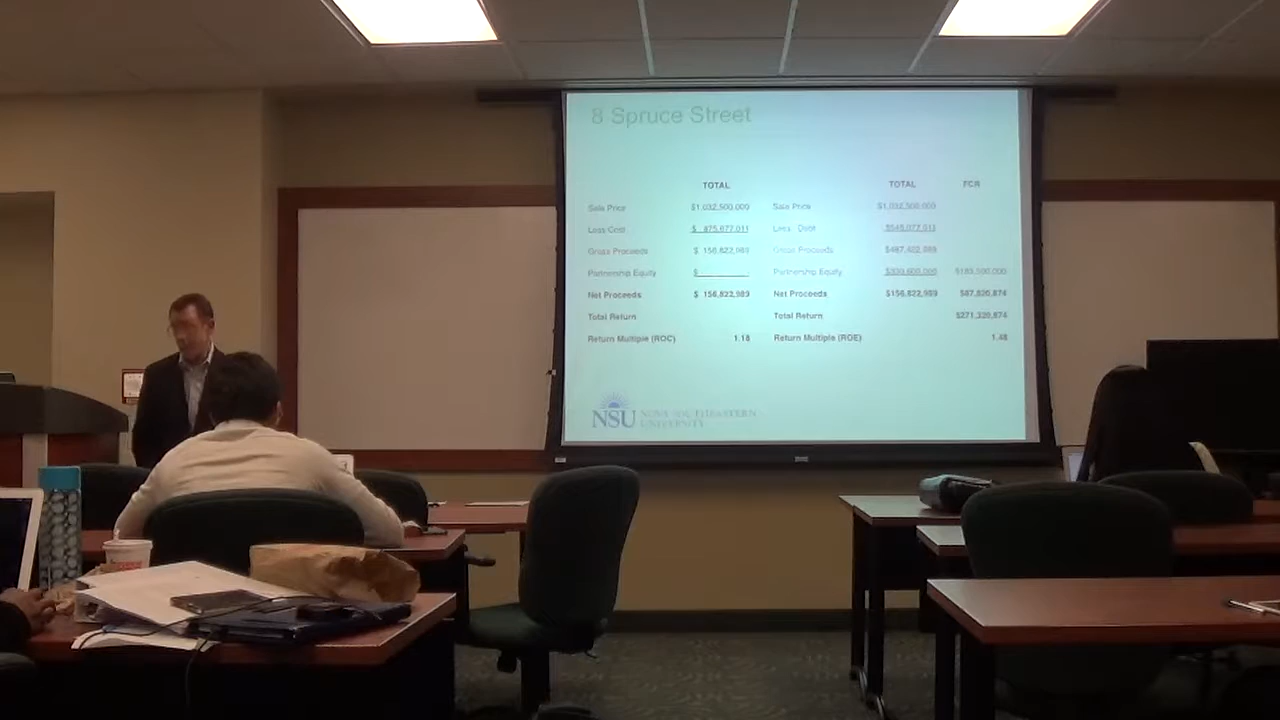 8 Spruce Street
TOTAL TOTAL FCR
Sale Price $1,032,500,000 Sale Price $1,032,500,000
Less Cost $ 875,677,011 Less Debt $545,077,011
Gross Proceeds $ 156,822,989 Gross Proceeds $487,422,989
Partnership Equity $ Partnership Equity $330,600,000 $183,500,000
Net Proceeds $ 156,822,989 Net Proceeds $156,822,989 $87,820,874
Total Return Total Return $271,320,874
Return Multiple (ROC) 1.18 Return Multiple (ROE) 1.48
NSU NOVA SOUTHEASTERN
UNIVERSITY